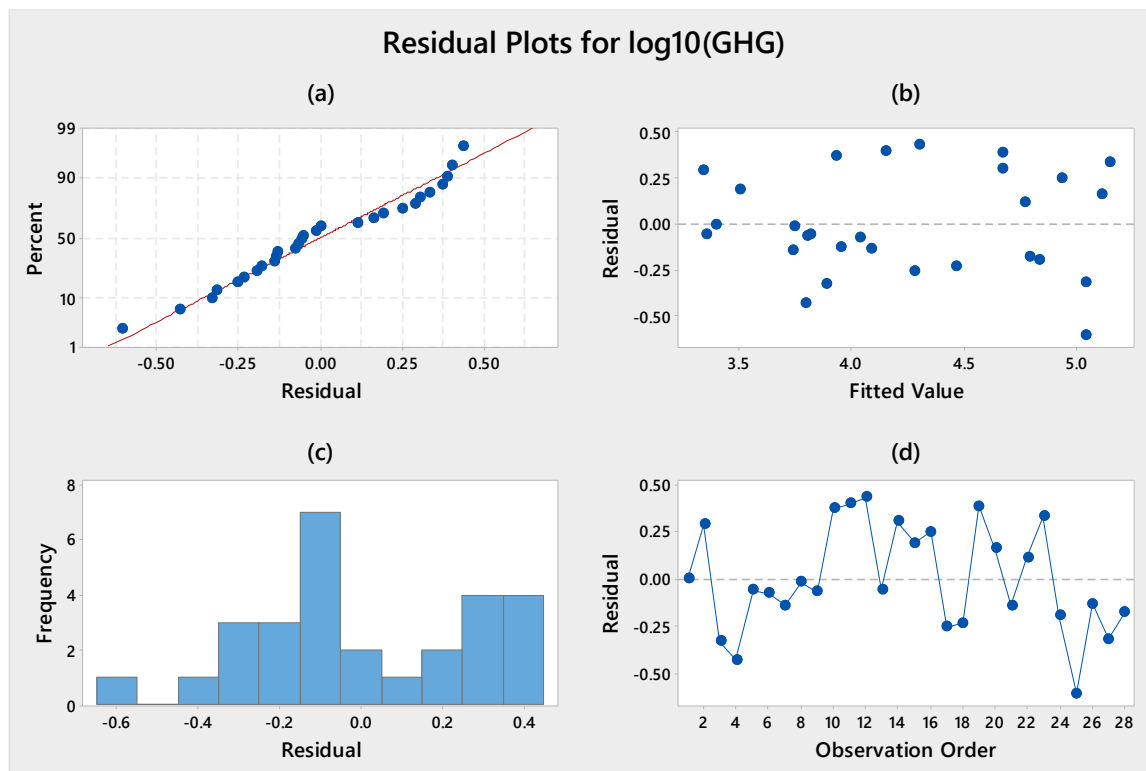 Residual Plots for log10(GHG)
(a)
99
90
50
10
1
Percent
-0.50 -0.25 0.00 0.25 0.50
Residual
(b)
0.50
0.25
0.00
-0.25
-0.50
Residual
3.5 4.0 4.5 5.0
Fitted Value
(c)
8
6
4
2
0
Frequency
-0.6 -0.4 -0.2 0.0 0.2 0.4
Residual
(d)
0.50
0.25
0.00
-0.25
-0.50
Residual
2 4 6 8 10 12 14 16 18 20 22 24 26 28
Observation Order